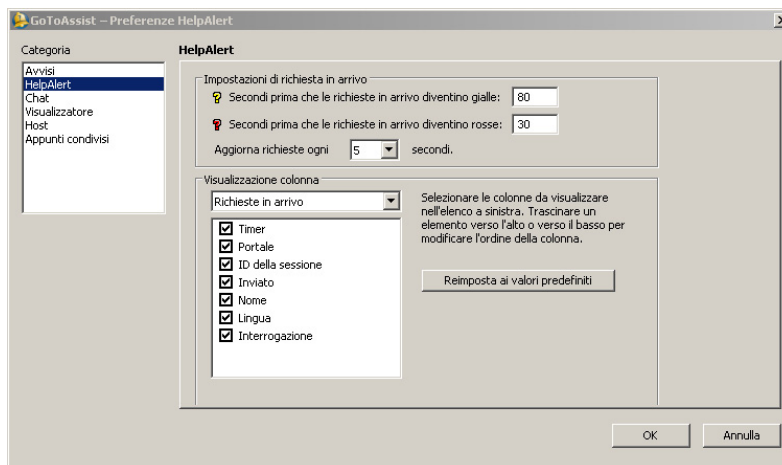 GoToAssist – Preferenze HelpAlert
Categoria
Avvisi
HelpAlert
Chat
Visualizzatore
Host
Appunti condivisi
HelpAlert
Impostazioni di richiesta in arrivo
Secondi prima che le richieste in arrivo diventino gialle: 80
Secondi prima che le richieste in arrivo diventino rosse: 30
Aggiorna richieste ogni 5 secondi.
Visualizzazione colonna
Richieste in arrivo
Timer
Portale
ID della sessione
Inviato
Nome
Lingua
Interrogazione
Selezionare le colonne da visualizzare
nell'elenco a sinistra. Trascinare un
elemento verso l'alto o verso il basso per
modificare l'ordine della colonna.
Reimposta ai valori predefiniti
OK
Annulla